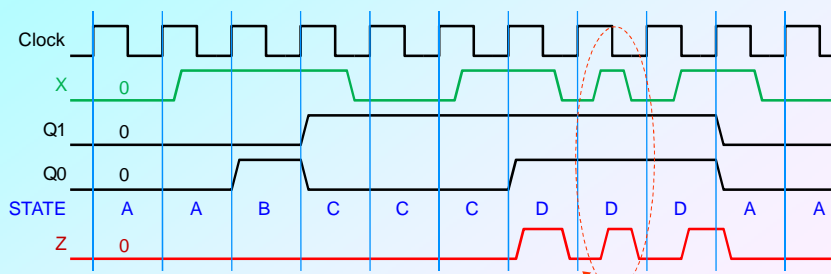 Clock
X 0
Q1 0
Q0 0
STATE A A B C C C D D D A A
Z 0